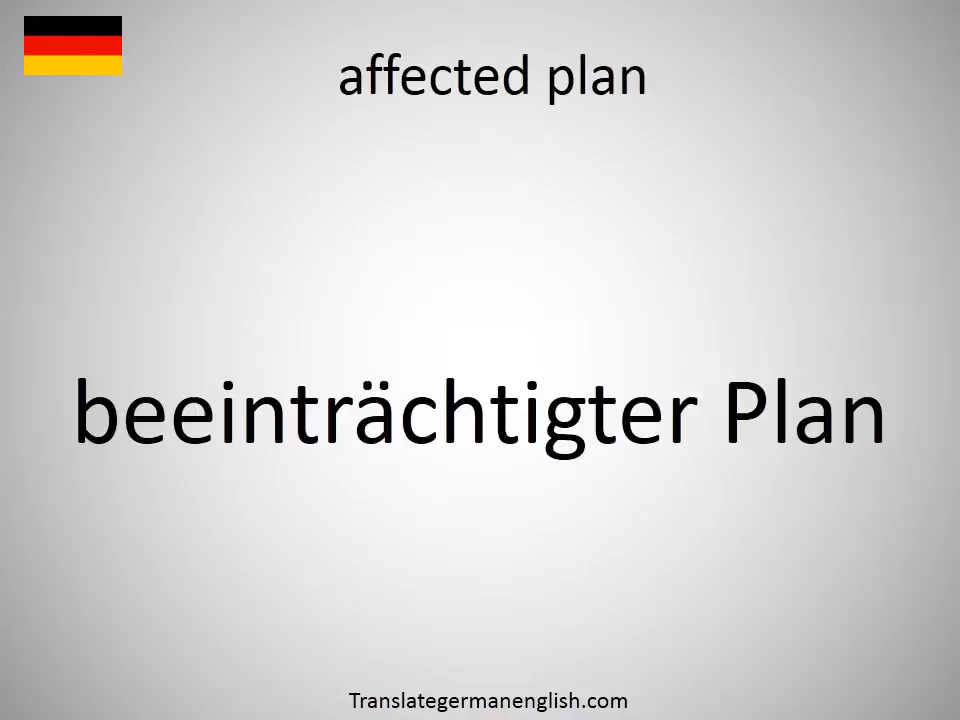 affected plan
beeinträchtigter Plan
Translategermanenglish.com